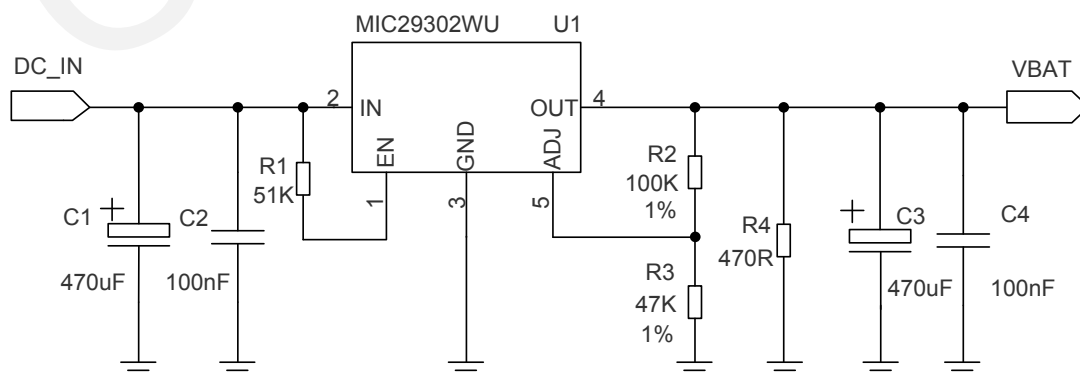 MIC29302WU U1
DC_IN
VBAT
2 IN
OUT 4
EN
GND
ADJ
1
3
5
R1
51K
R2
100K
1%
C1
470uF
C2
100nF
R3
47K
1%
R4
470R
C3
470uF
C4
100nF